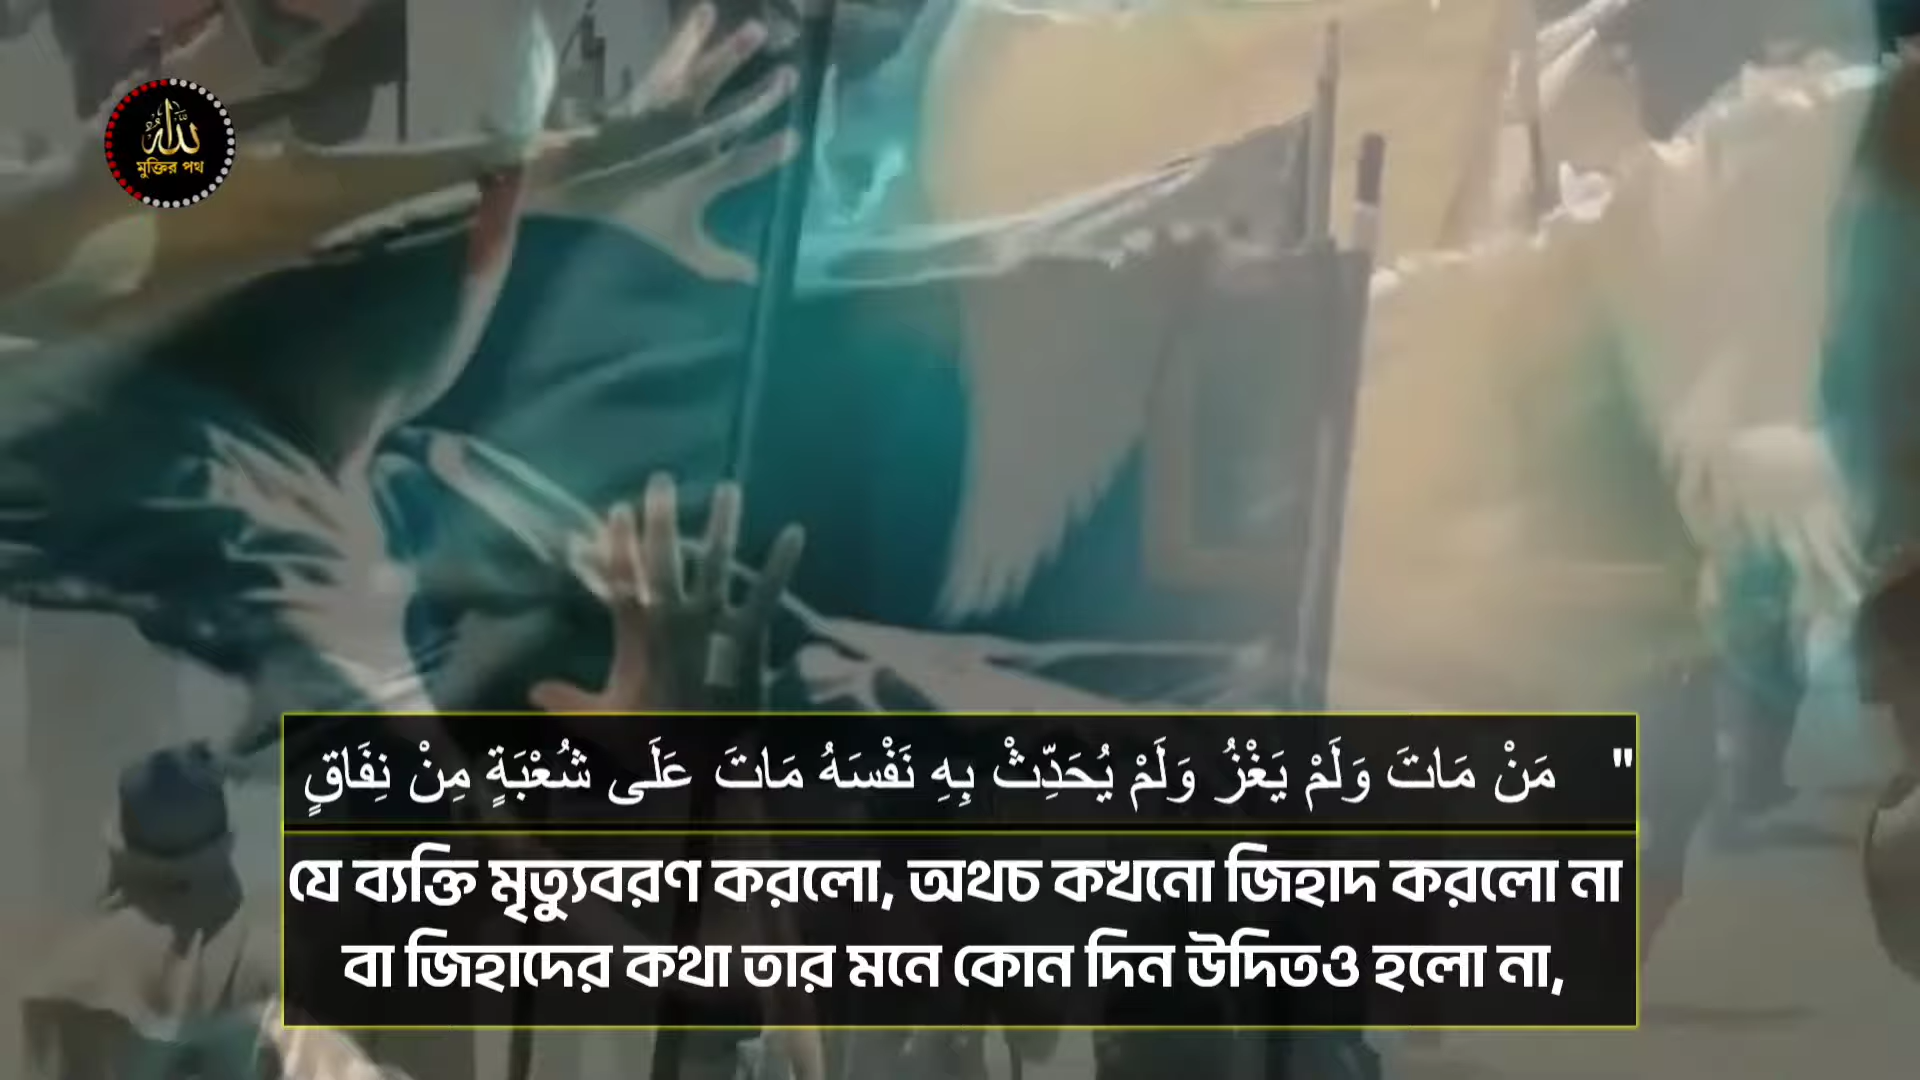 الله
মুক্তির পথ
" مَنْ مَاتَ وَلَمْ يَغْزُ وَلَمْ يُحَدِّثْ بِهِ نَفْسَهُ مَاتَ عَلَى شُعْبَةٍ مِنْ نِفَاقٍ
যে ব্যক্তি মৃত্যুবরণ করলো, অথচ কখনো জিহাদ করলো না
বা জিহাদের কথা তার মনে কোন দিন উদিতও হলো না,